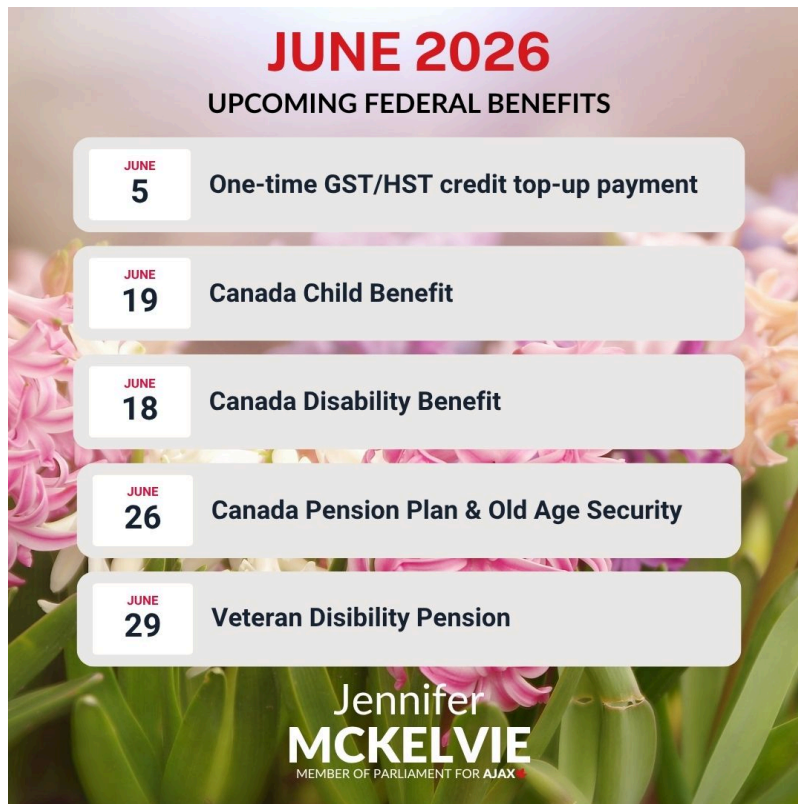 JUNE 2026
UPCOMING FEDERAL BENEFITS
JUNE
5
One-time GST/HST credit top-up payment
JUNE
19
Canada Child Benefit
JUNE
18
Canada Disability Benefit
JUNE
26
Canada Pension Plan & Old Age Security
JUNE
29
Veteran Disibility Pension
Jennifer
MCKELVIE
MEMBER OF PARLIAMENT FOR AJAX